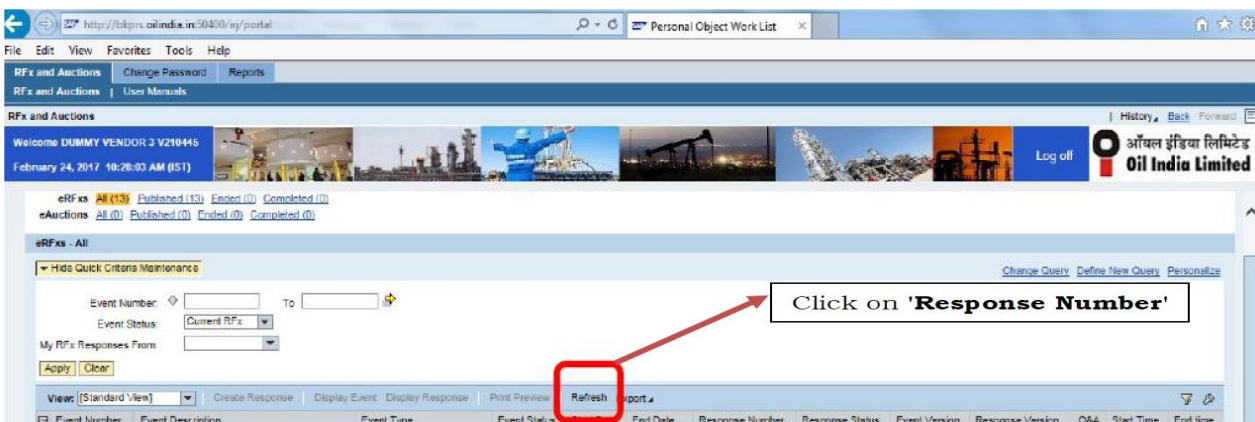 http://bkprs.oilindia.in:50400/irj/portal
Personal Object Work List
File Edit View Favorites Tools Help
RFx and Auctions Change Password Reports
RFx and Auctions | User Manuals
RFx and Auctions | History Back Forward
Welcome DUMMY VENDOR 3 V210445
February 24, 2017 10:28:03 AM (IST)
Log off
ऑयल इंडिया लिमिटेड
Oil India Limited
eRFxs All (13) Published (13) Ended (0) Completed (0)
eAuctions All (0) Published (0) Ended (0) Completed (0)
eRFxs - All
Hide Quick Criteria Maintenance Change Query Define New Query Personalize
Click on 'Response Number'
Event Number: To
Event Status: Current RFx
My RFx Responses From:
Apply Clear
View: [Standard View] Create Response Display Event Display Response Print Preview Refresh Export
Event Number Event Description Event Type Event Status End Date Response Number Response Status Event Version Response Version Q&A Start Time End time